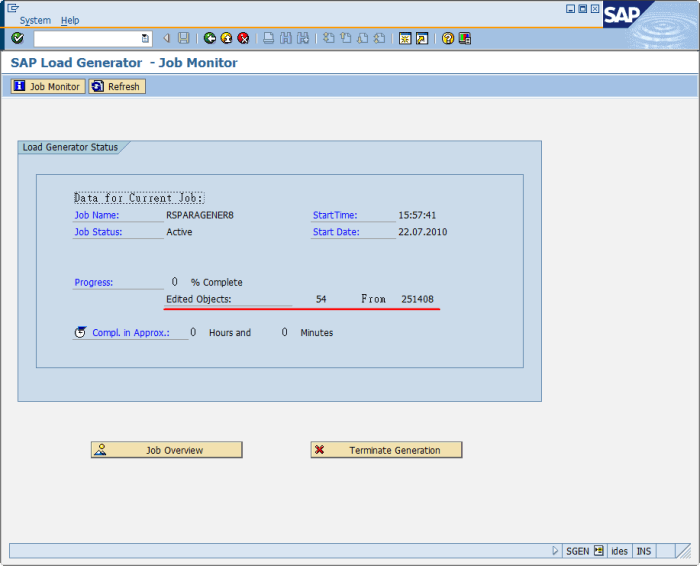 System Help
SAP
SAP Load Generator - Job Monitor
Job Monitor Refresh
Load Generator Status
Data for Current Job:
Job Name: RSPARAGENER8 StartTime: 15:57:41
Job Status: Active Start Date: 22.07.2010
Progress: 0 % Complete
Edited Objects: 54 From 251408
Compl. in Approx.: 0 Hours and 0 Minutes
Job Overview Terminate Generation
SGEN ides INS